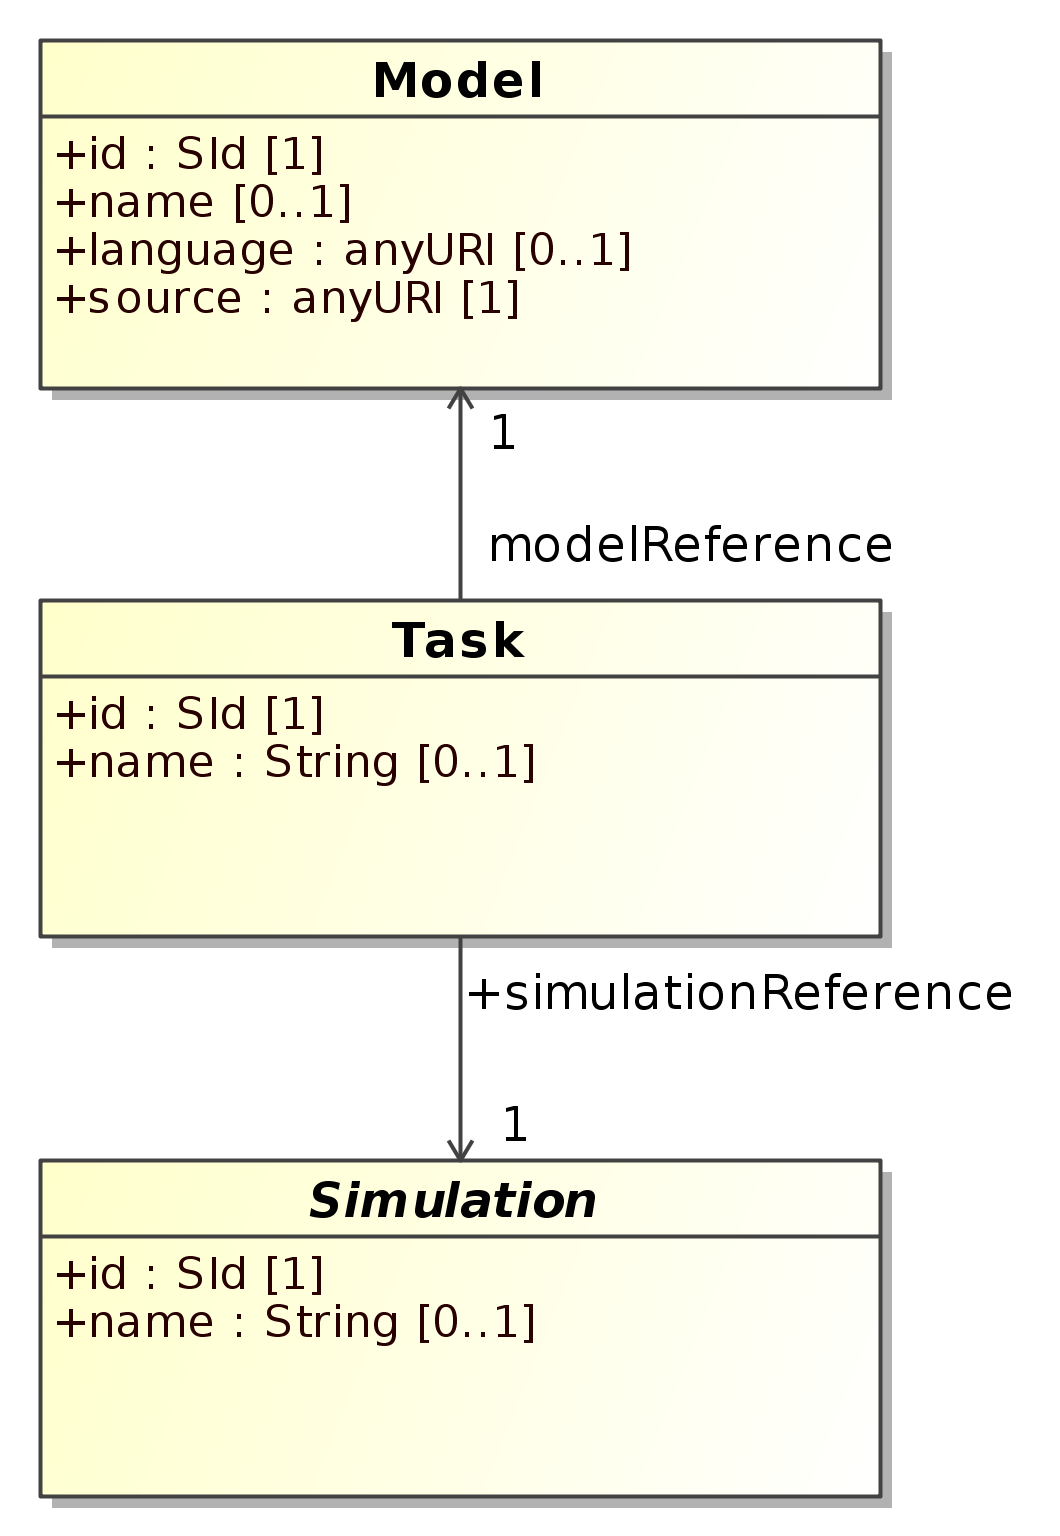 Model
+id : SId [1]
+name [0..1]
+language : anyURI [0..1]
+source : anyURI [1]
1
modelReference
Task
+id : SId [1]
+name : String [0..1]
+simulationReference
1
Simulation
+id : SId [1]
+name : String [0..1]